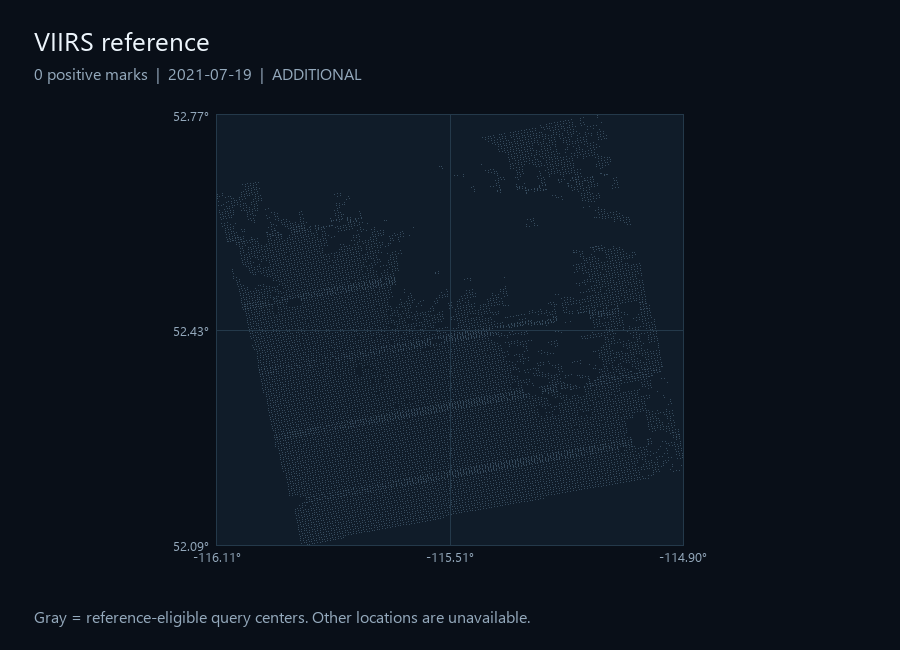 VIIRS reference
0 positive marks | 2021-07-19 | ADDITIONAL
52.77°
52.43°
52.09°
-116.11°
-115.51°
-114.90°
Gray = reference-eligible query centers. Other locations are unavailable.